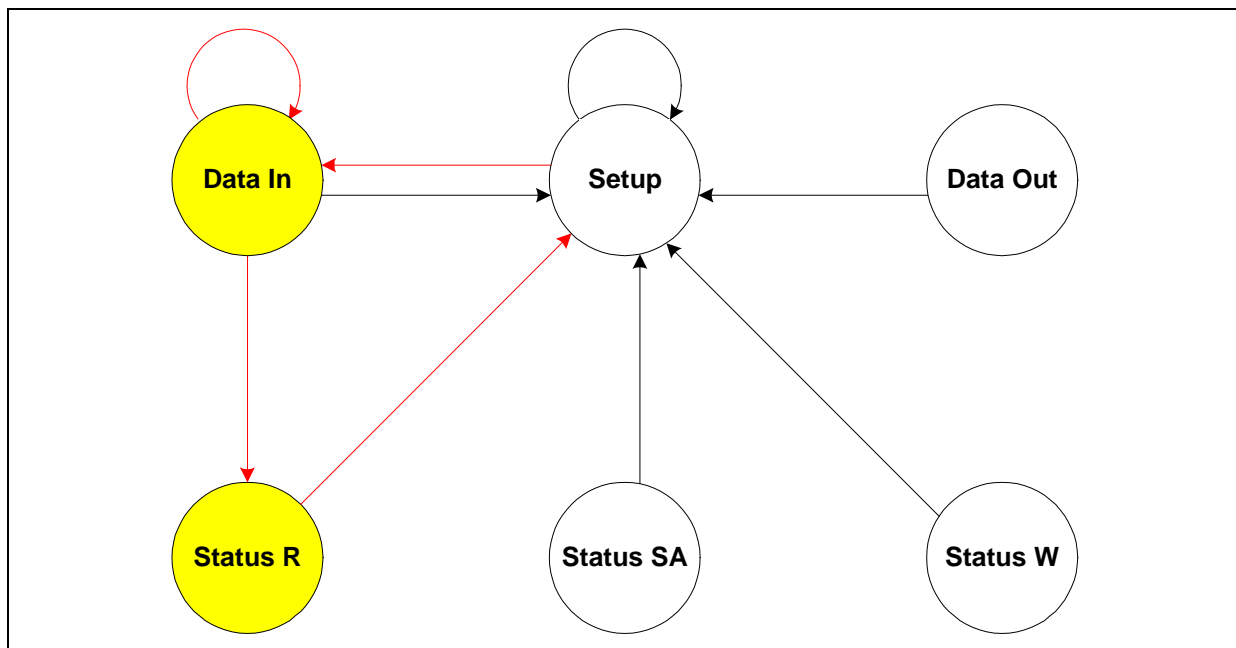 Data In
Setup
Data Out
Status R
Status SA
Status W